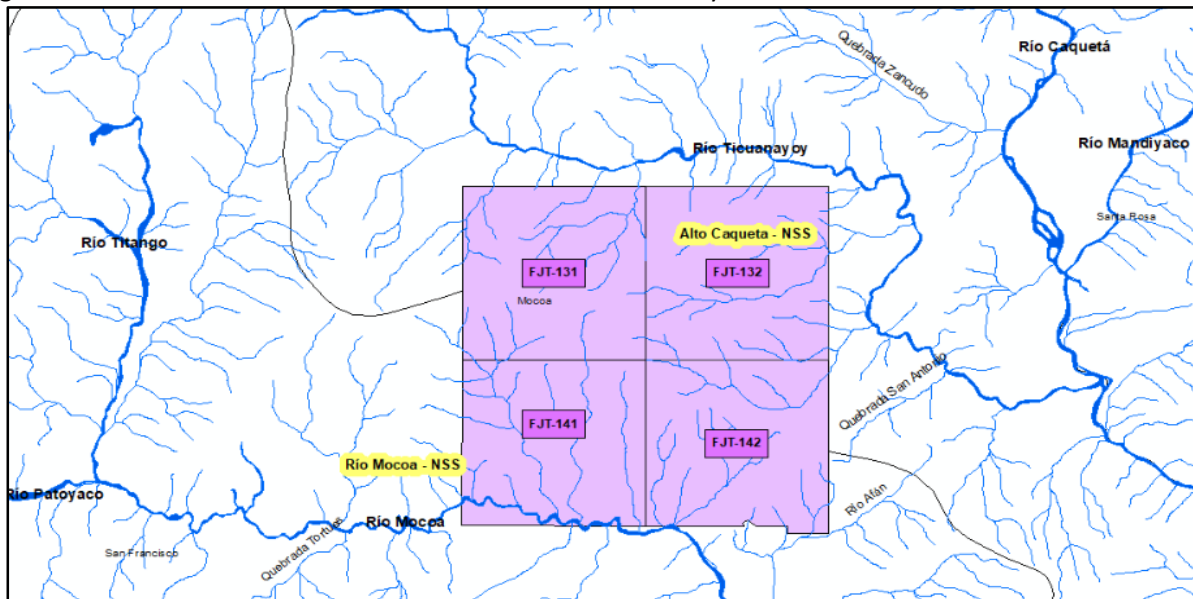 Río Caquetá
Quebrada Zancudo
Río Ticuanayoy
Río Mandiyaco
Santa Rosa
Río Titango
Alto Caqueta - NSS
FJT-131
FJT-132
Mocoa
Quebrada San Antonio
FJT-141
FJT-142
Río Mocoa - NSS
Río Patoyaco
Río Mocoa
Río Afán
San Francisco
Quebrada Tortuga